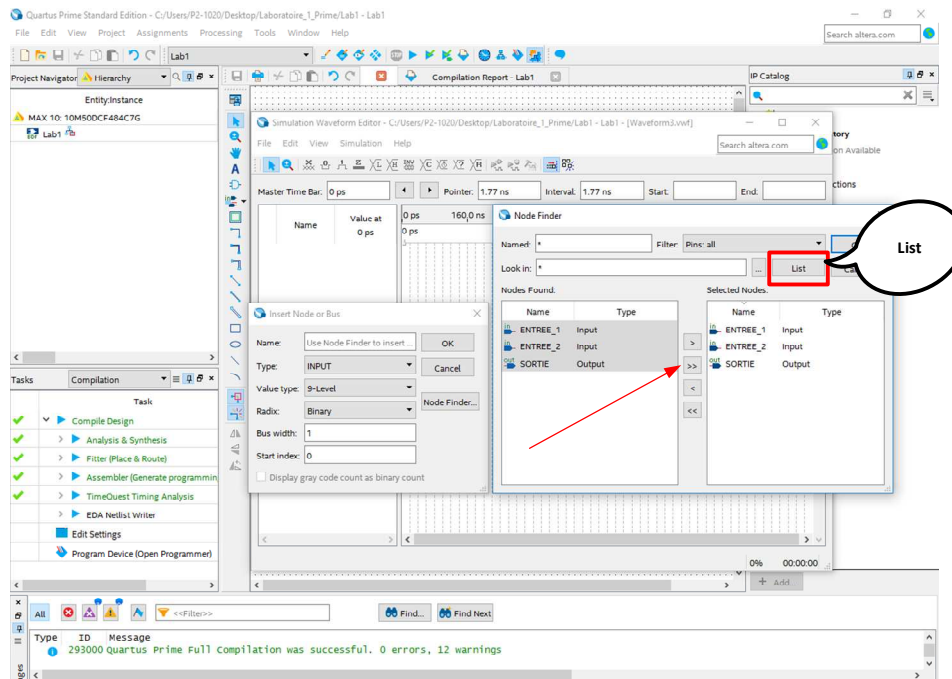 Quartus Prime Standard Edition - C:/Users/P2-1020/Desktop/Laboratoire_1_Prime/Lab1 - Lab1
File Edit View Project Assignments Processing Tools Window Help
Search altera.com
Lab1
Project Navigator Hierarchy
Compilation Report - Lab1
IP Catalog
Entity:Instance
MAX 10: 10M50DCF484C7G
Lab1
Simulation Waveform Editor - C:/Users/P2-1020/Desktop/Laboratoire_1_Prime/Lab1 - Lab1 - [Waveform3.vwf]
File Edit View Simulation Help
Search altera.com
tory
on Available
ctions
Master Time Bar: 0 ps Pointer: 1.77 ns Interval: 1.77 ns Start: End:
Name Value at 0 ps
0 ps 160,0 ns
0 ps
Node Finder
Named: * Filter: Pins: all
Look in: * ... List
List
Nodes Found: Selected Nodes:
Name Type Name Type
in ENTREE_1 Input in ENTREE_1 Input
in ENTREE_2 Input in ENTREE_2 Input
out SORTIE Output out SORTIE Output
>
>>
<
<<
Insert Node or Bus
Name: Use Node Finder to insert ... OK
Type: INPUT Cancel
Value type: 9-Level
Radix: Binary Node Finder...
Bus width: 1
Start index: 0
Display gray code count as binary count
Tasks Compilation
Task
Compile Design
Analysis & Synthesis
Fitter (Place & Route)
Assembler (Generate programmin
TimeQuest Timing Analysis
EDA Netlist Writer
Edit Settings
Program Device (Open Programmer)
0% 00:00:00
+ Add...
All <<Filter>> Find... Find Next
Type ID Message
293000 Quartus Prime Full Compilation was successful. 0 errors, 12 warnings